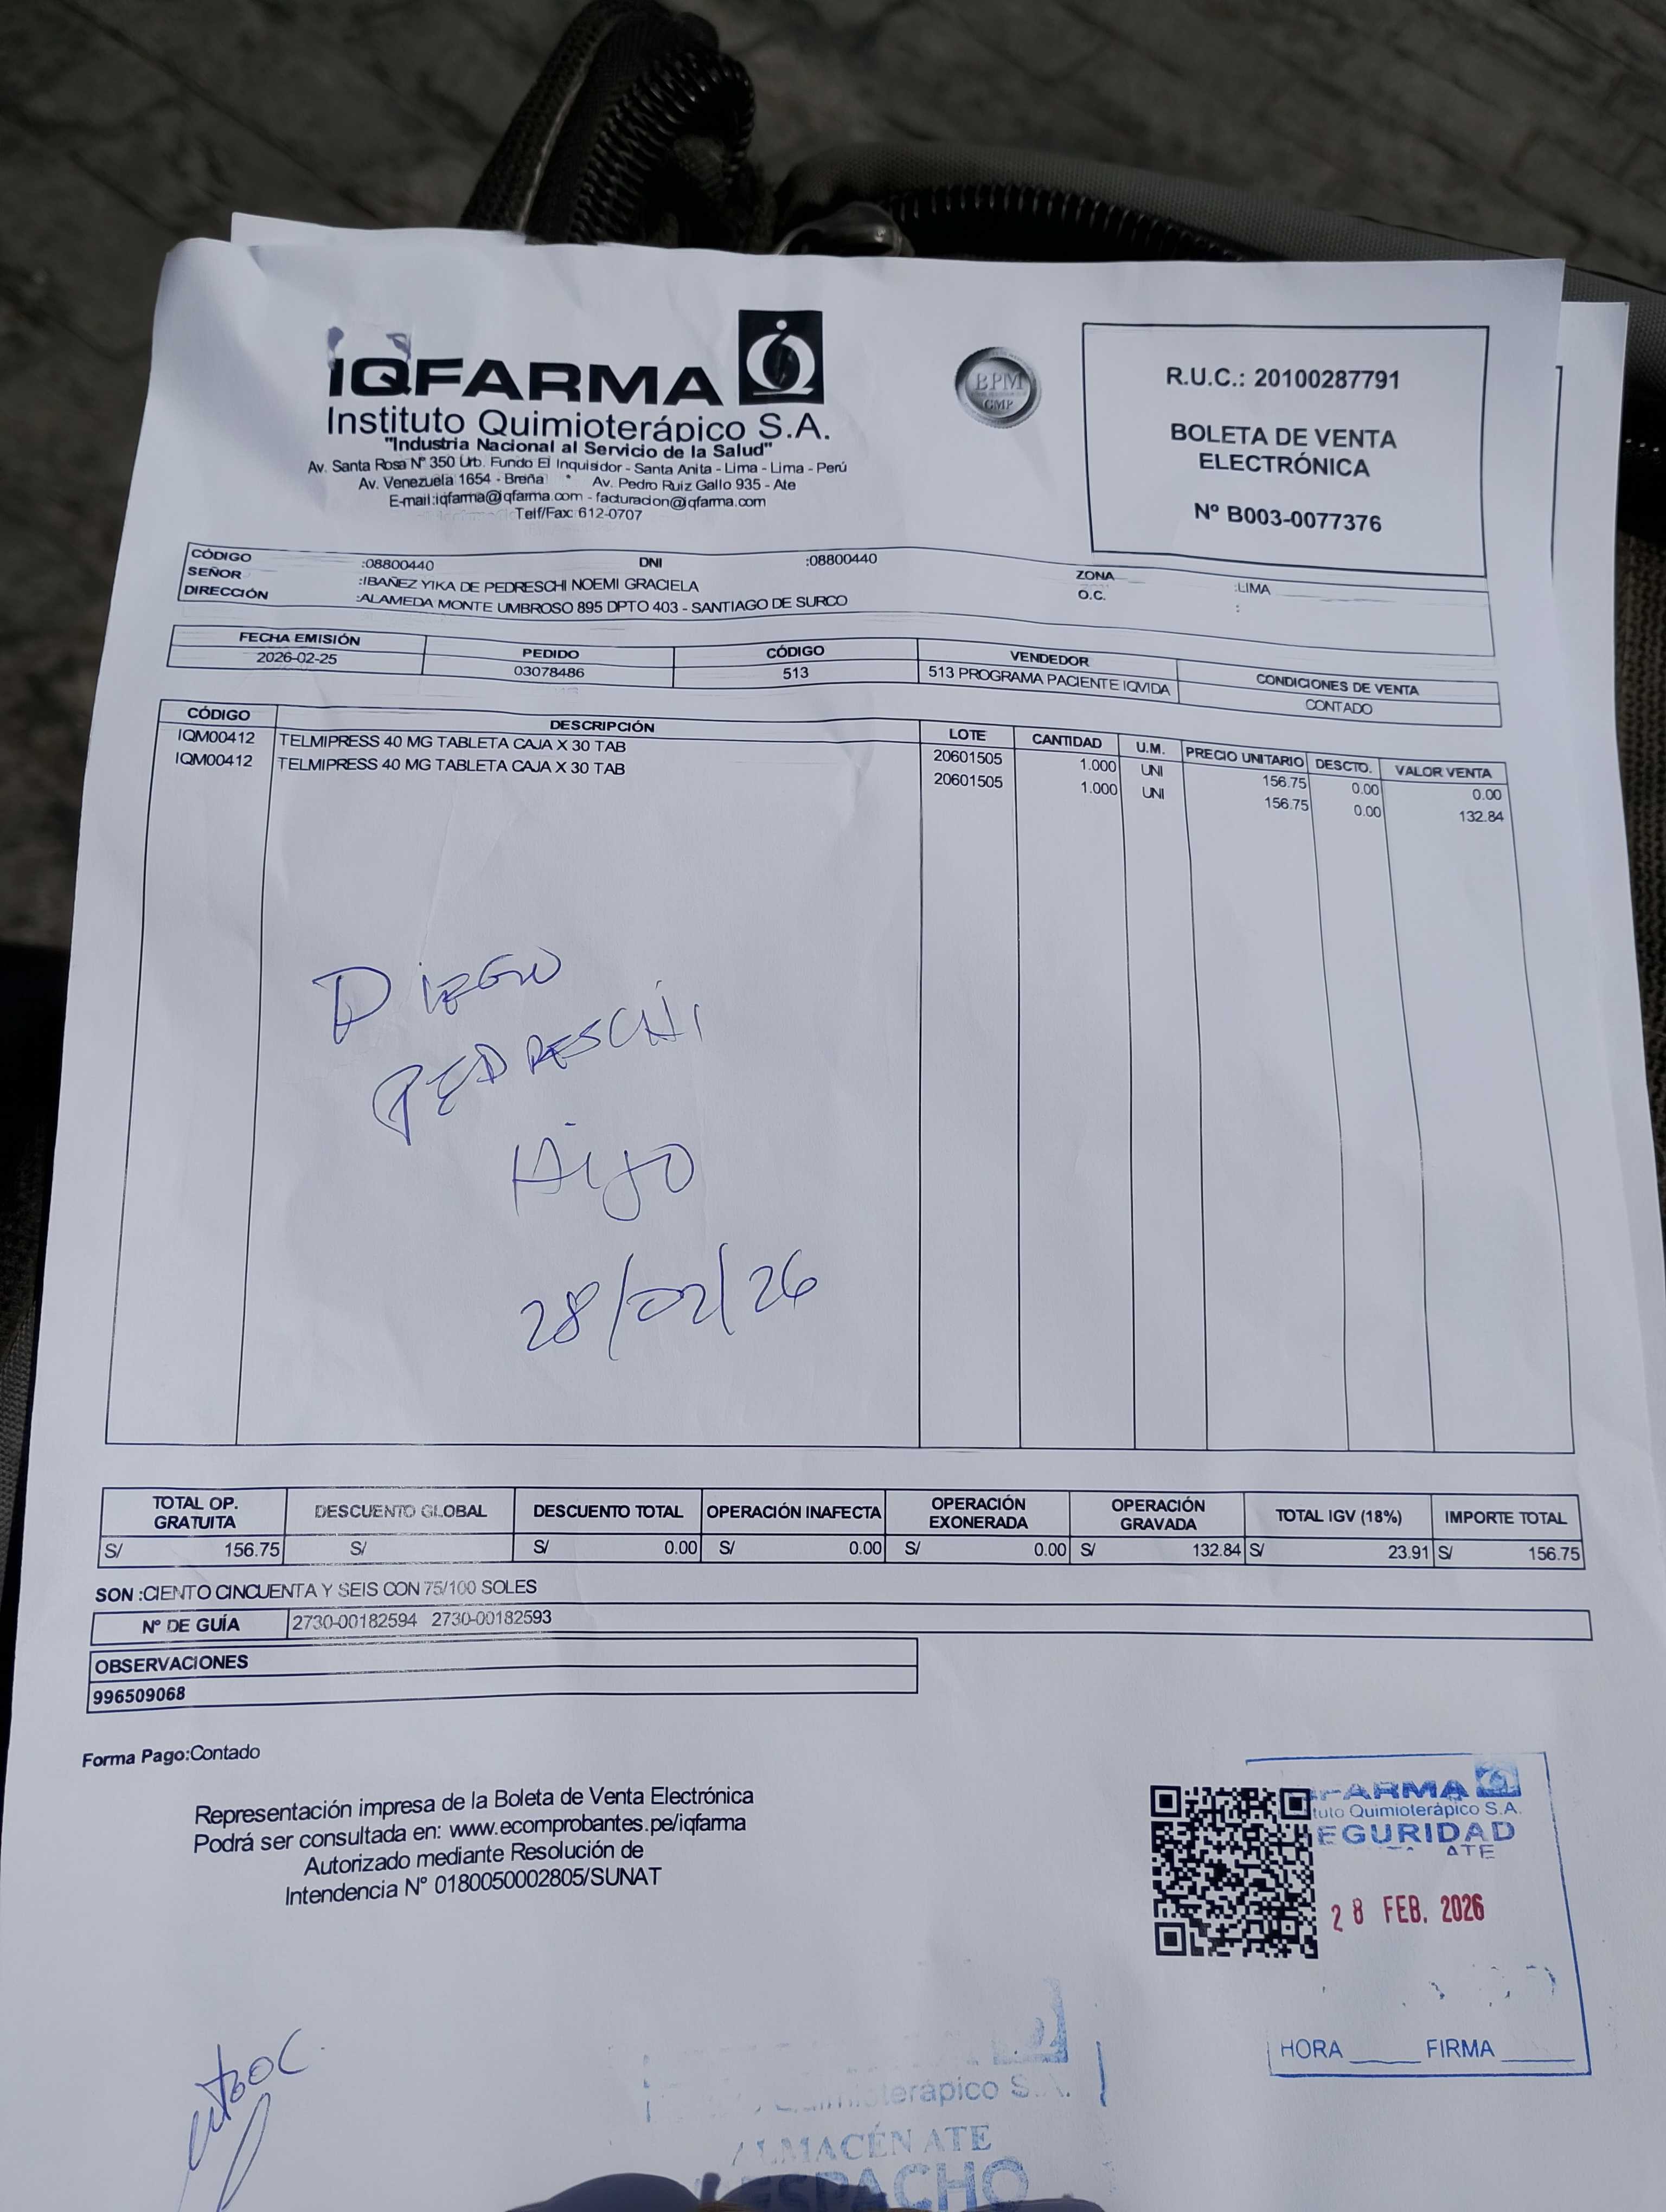 IQFARMA
Instituto Quimioterápico S.A.
"Industria Nacional al Servicio de la Salud"
Av. Santa Rosa Nº 350 Urb. Fundo El Inquisidor - Santa Anita - Lima - Lima - Perú
Av. Venezuela 1654 - Breña * Av. Pedro Ruiz Gallo 935 - Ate
E-mail:iqfarma@iqfarma.com - facturacion@iqfarma.com
Telf/Fax: 612-0707
BPM
GMP
R.U.C.: 20100287791
BOLETA DE VENTA
ELECTRÓNICA
Nº B003-0077376
CÓDIGO :08800440 DNI :08800440
SEÑOR :IBAÑEZ YIKA DE PEDRESCHI NOEMI GRACIELA ZONA :LIMA
DIRECCIÓN :ALAMEDA MONTE UMBROSO 895 DPTO 403 - SANTIAGO DE SURCO O.C. :
FECHA EMISIÓN PEDIDO CÓDIGO VENDEDOR CONDICIONES DE VENTA
2026-02-25 03078486 513 513 PROGRAMA PACIENTE IQVIDA CONTADO
CÓDIGO DESCRIPCIÓN LOTE CANTIDAD U.M. PRECIO UNITARIO DESCTO. VALOR VENTA
IQM00412 TELMIPRESS 40 MG TABLETA CAJA X 30 TAB 20601505 1.000 UNI 156.75 0.00 0.00
IQM00412 TELMIPRESS 40 MG TABLETA CAJA X 30 TAB 20601505 1.000 UNI 156.75 0.00 132.84
DIEGO
PEDRESCHI
HIJO
28/02/26
TOTAL OP. GRATUITA DESCUENTO GLOBAL DESCUENTO TOTAL OPERACIÓN INAFECTA OPERACIÓN EXONERADA OPERACIÓN GRAVADA TOTAL IGV (18%) IMPORTE TOTAL
S/ 156.75 S/ S/ 0.00 S/ 0.00 S/ 0.00 S/ 132.84 S/ 23.91 S/ 156.75
SON :CIENTO CINCUENTA Y SEIS CON 75/100 SOLES
Nº DE GUÍA 2730-00182594 2730-00182593
OBSERVACIONES
996509068
Forma Pago:Contado
Representación impresa de la Boleta de Venta Electrónica
Podrá ser consultada en: www.ecomprobantes.pe/iqfarma
Autorizado mediante Resolución de
Intendencia N° 0180050002805/SUNAT
FARMA
tuto Quimioterápico S.A.
EGURIDAD
ATE
28 FEB. 2026
HORA FIRMA
Quimioterápico S.A.
ALMACÉN ATE
ESPACHO